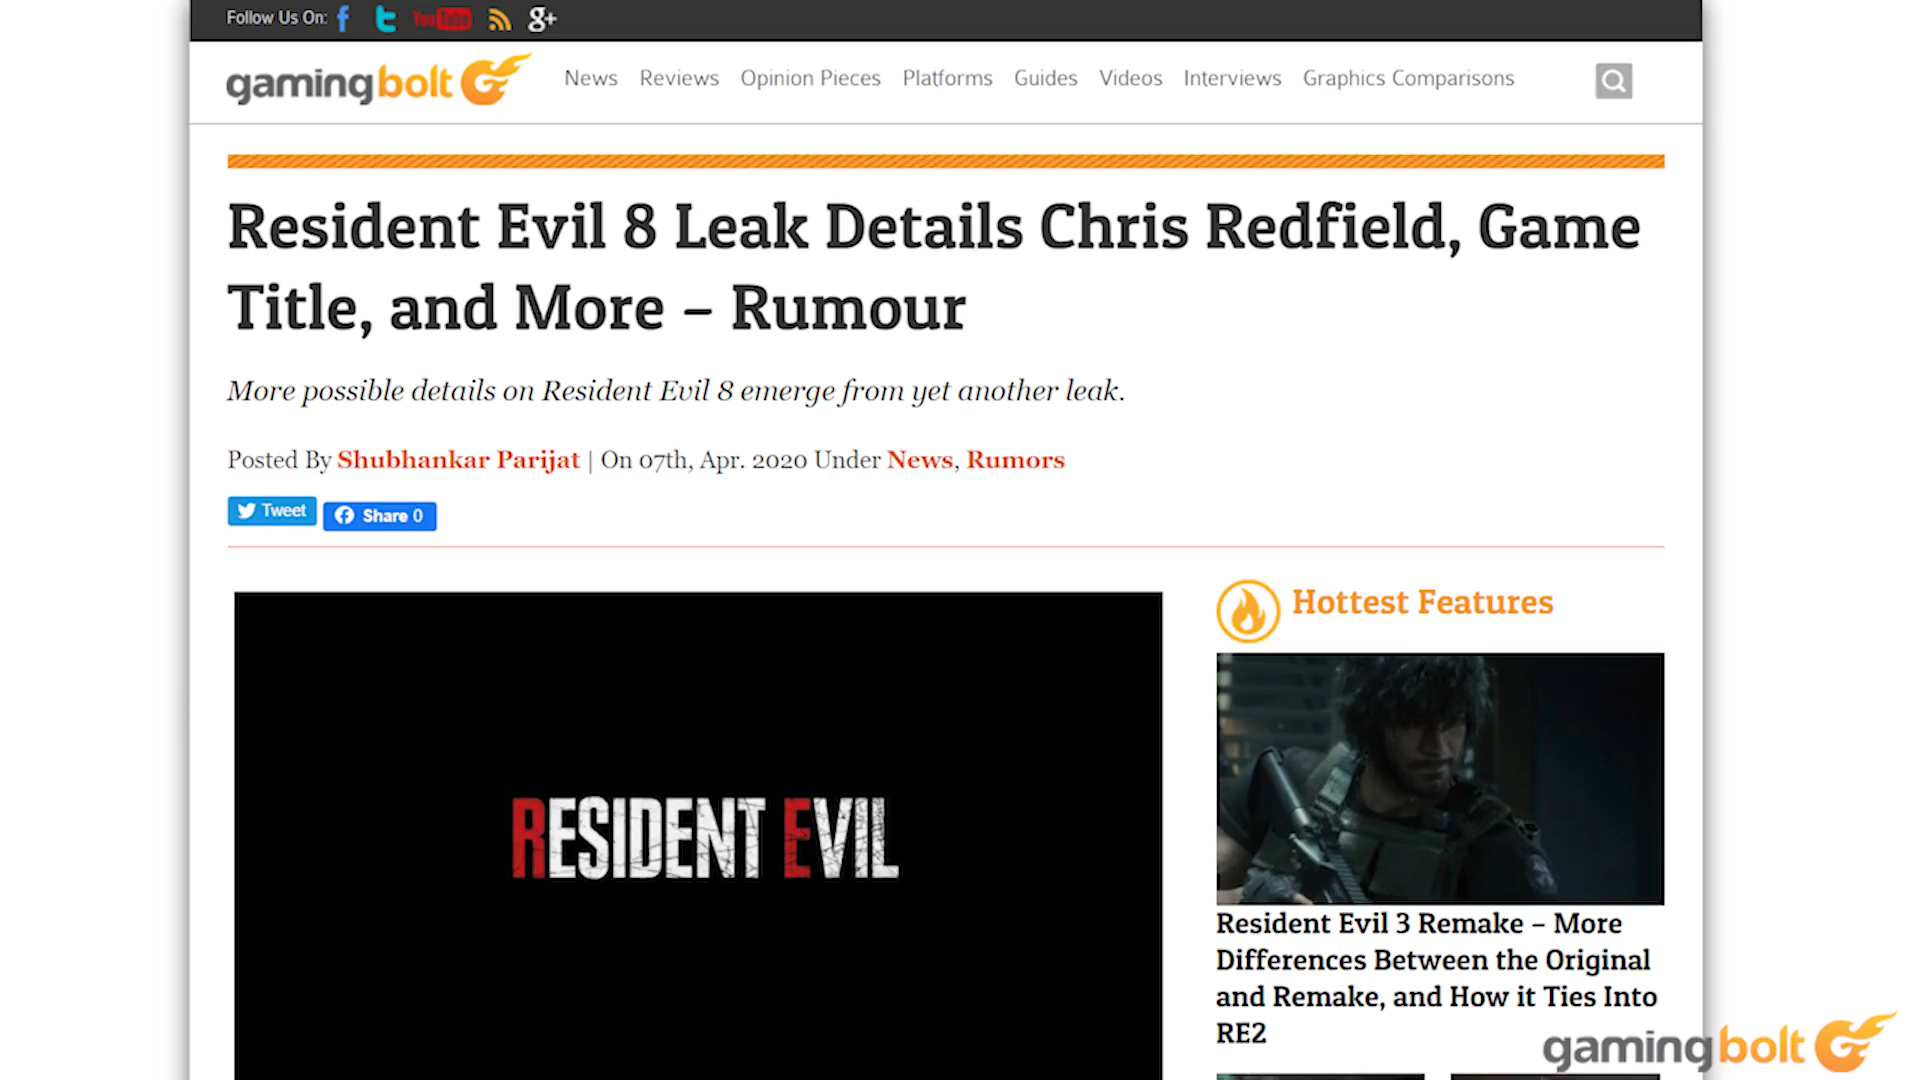 Follow Us On:
YouTube
g+
gamingbolt
News Reviews Opinion Pieces Platforms Guides Videos Interviews Graphics Comparisons
Resident Evil 8 Leak Details Chris Redfield, Game
Title, and More – Rumour
More possible details on Resident Evil 8 emerge from yet another leak.
Posted By Shubhankar Parijat | On 07th, Apr. 2020 Under News, Rumors
Tweet
Share 0
RESIDENT EVIL
Hottest Features
Resident Evil 3 Remake – More
Differences Between the Original
and Remake, and How it Ties Into
RE2
gamingbolt